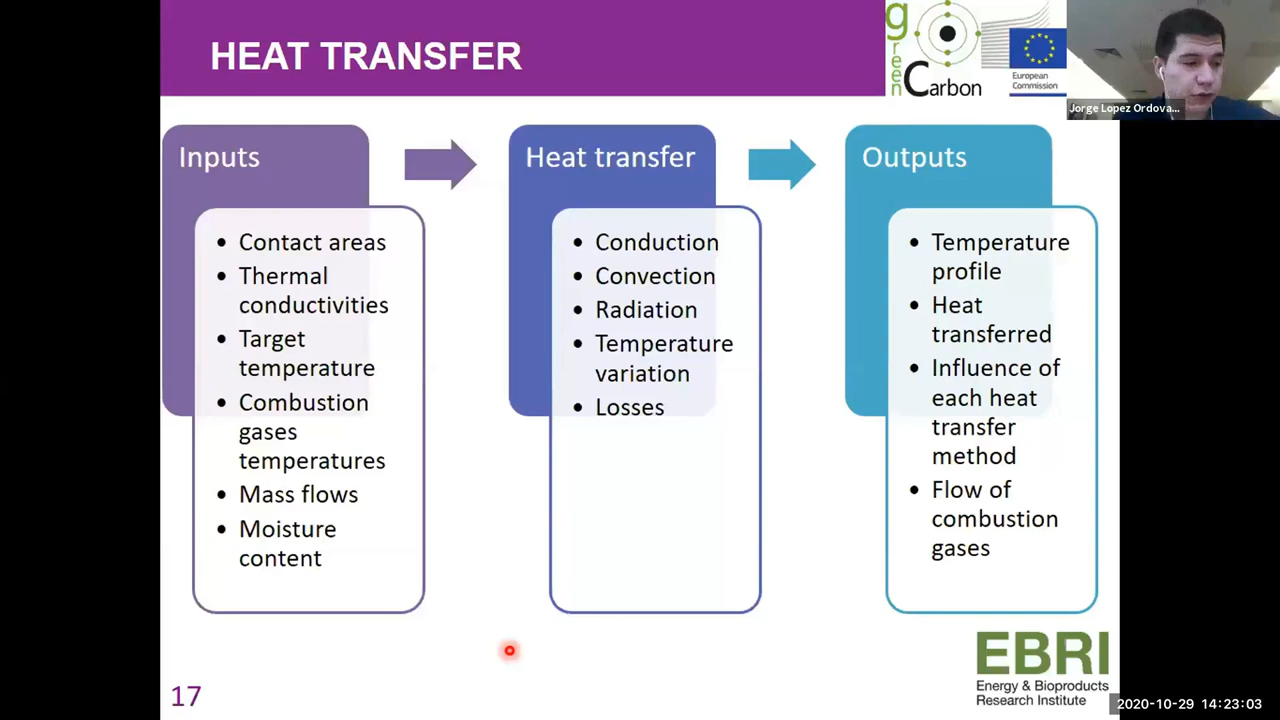 HEAT TRANSFER
green
Carbon
European
Commission
Jorge Lopez Ordova...
Inputs
• Contact areas
• Thermal
conductivities
• Target
temperature
• Combustion
gases
temperatures
• Mass flows
• Moisture
content
Heat transfer
• Conduction
• Convection
• Radiation
• Temperature
variation
• Losses
Outputs
• Temperature
profile
• Heat
transferred
• Influence of
each heat
transfer
method
• Flow of
combustion
gases
EBRI
Energy & Bioproducts
Research Institute
17
2020-10-29 14:23:03